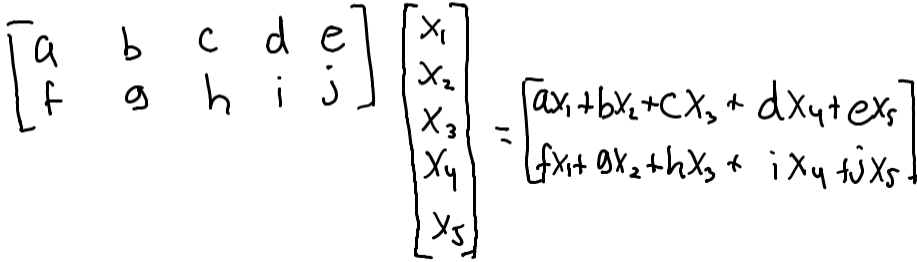 [a b c d e] [x₁
f g h i j] x₂
x₃ = [ax₁+bx₂+cx₃+dx₄+ex₅
x₄ fx₁+gx₂+hx₃+ix₄+jx₅]
x₅]